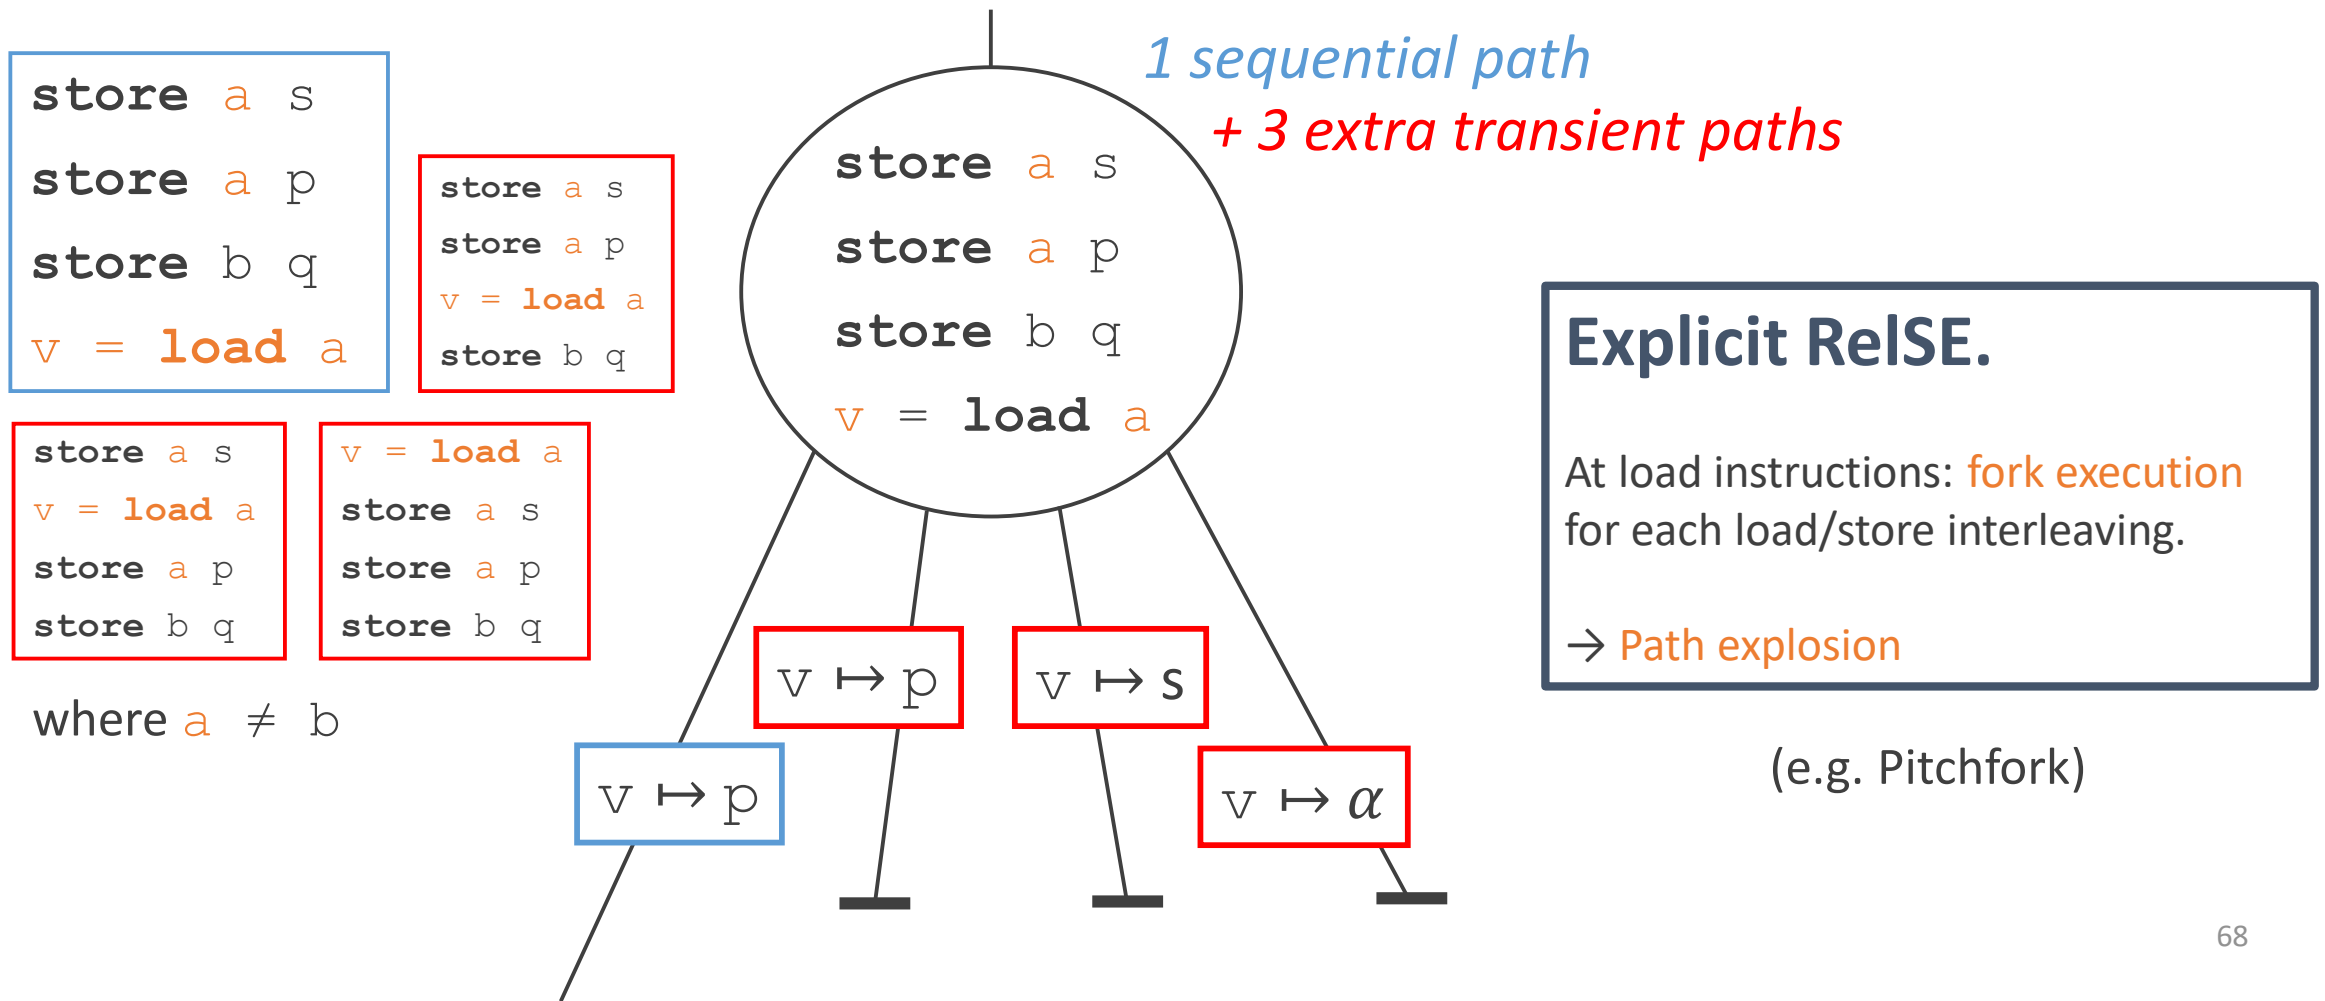 store a s
store a p
store b q
v = load a
store a s
store a p
v = load a
store b q
store a s
v = load a
store a p
store b q
v = load a
store a s
store a p
store b q
where a ≠ b
1 sequential path
+ 3 extra transient paths
store a s
store a p
store b q
v = load a
v ↦ p
v ↦ p
v ↦ s
v ↦ α
Explicit RelSE.
At load instructions: fork execution
for each load/store interleaving.
→ Path explosion
(e.g. Pitchfork)
68